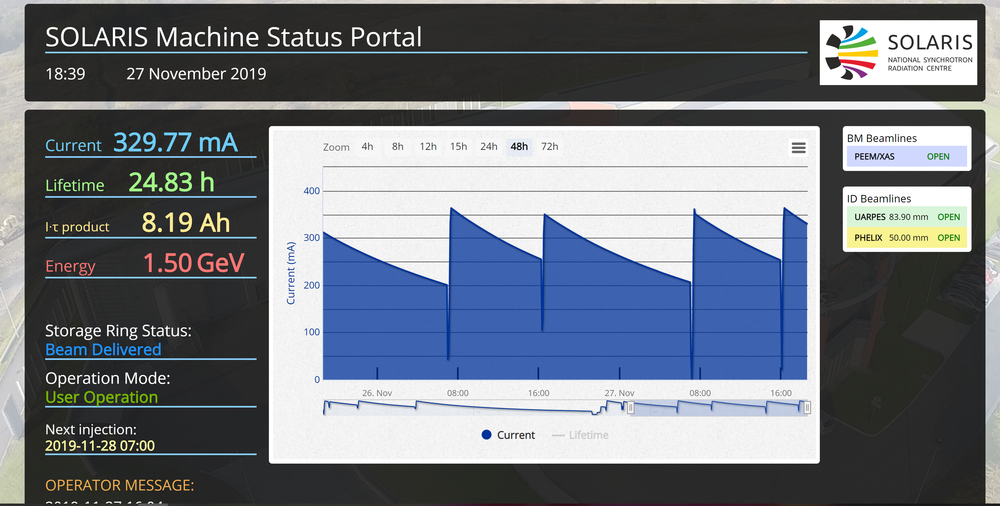 SOLARIS Machine Status Portal
18:39 27 November 2019
SOLARIS
NATIONAL SYNCHROTRON
RADIATION CENTRE
Current 329.77 mA
Lifetime 24.83 h
I·τ product 8.19 Ah
Energy 1.50 GeV
Storage Ring Status:
Beam Delivered
Operation Mode:
User Operation
Next injection:
2019-11-28 07:00
OPERATOR MESSAGE:
Zoom 4h 8h 12h 15h 24h 48h 72h
Current (mA)
400
300
200
100
0
26. Nov 08:00 16:00 27. Nov 08:00 16:00
Current Lifetime
BM Beamlines
PEEM/XAS OPEN
ID Beamlines
UARPES 83.90 mm OPEN
PHELIX 50.00 mm OPEN